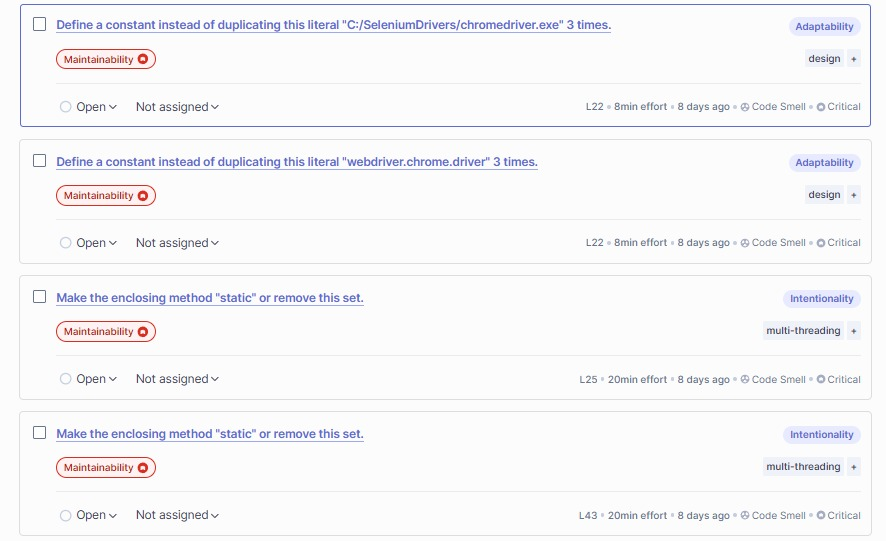 Define a constant instead of duplicating this literal "C:/SeleniumDrivers/chromedriver.exe" 3 times. Adaptability
Maintainability design +
Open Not assigned L22 • 8min effort • 8 days ago • Code Smell • Critical
Define a constant instead of duplicating this literal "webdriver.chrome.driver" 3 times. Adaptability
Maintainability design +
Open Not assigned L22 • 8min effort • 8 days ago • Code Smell • Critical
Make the enclosing method "static" or remove this set. Intentionality
Maintainability multi-threading +
Open Not assigned L25 • 20min effort • 8 days ago • Code Smell • Critical
Make the enclosing method "static" or remove this set. Intentionality
Maintainability multi-threading +
Open Not assigned L43 • 20min effort • 8 days ago • Code Smell • Critical